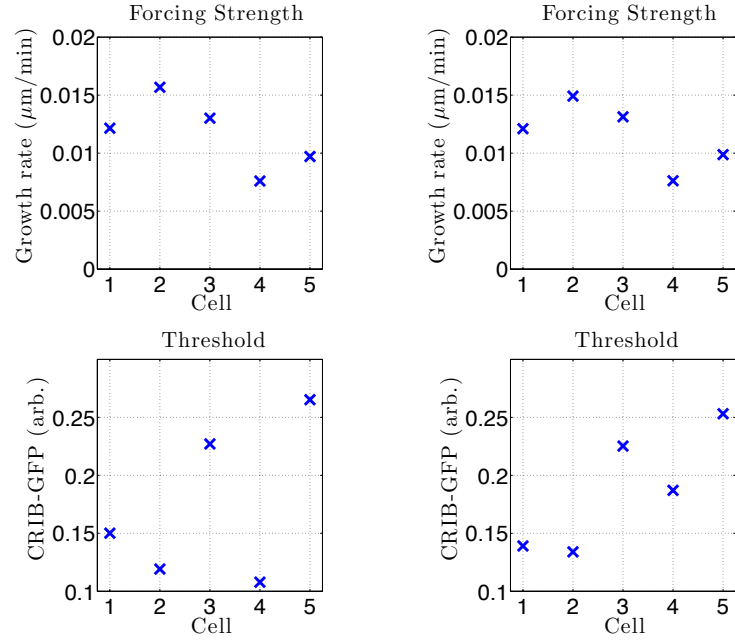 Forcing Strength
Growth rate (μm/min)
0.02
0.015
0.01
0.005
0
1 2 3 4 5
Cell
Forcing Strength
Growth rate (μm/min)
0.02
0.015
0.01
0.005
0
1 2 3 4 5
Cell
Threshold
CRIB-GFP (arb.)
0.25
0.2
0.15
0.1
1 2 3 4 5
Cell
Threshold
CRIB-GFP (arb.)
0.25
0.2
0.15
0.1
1 2 3 4 5
Cell